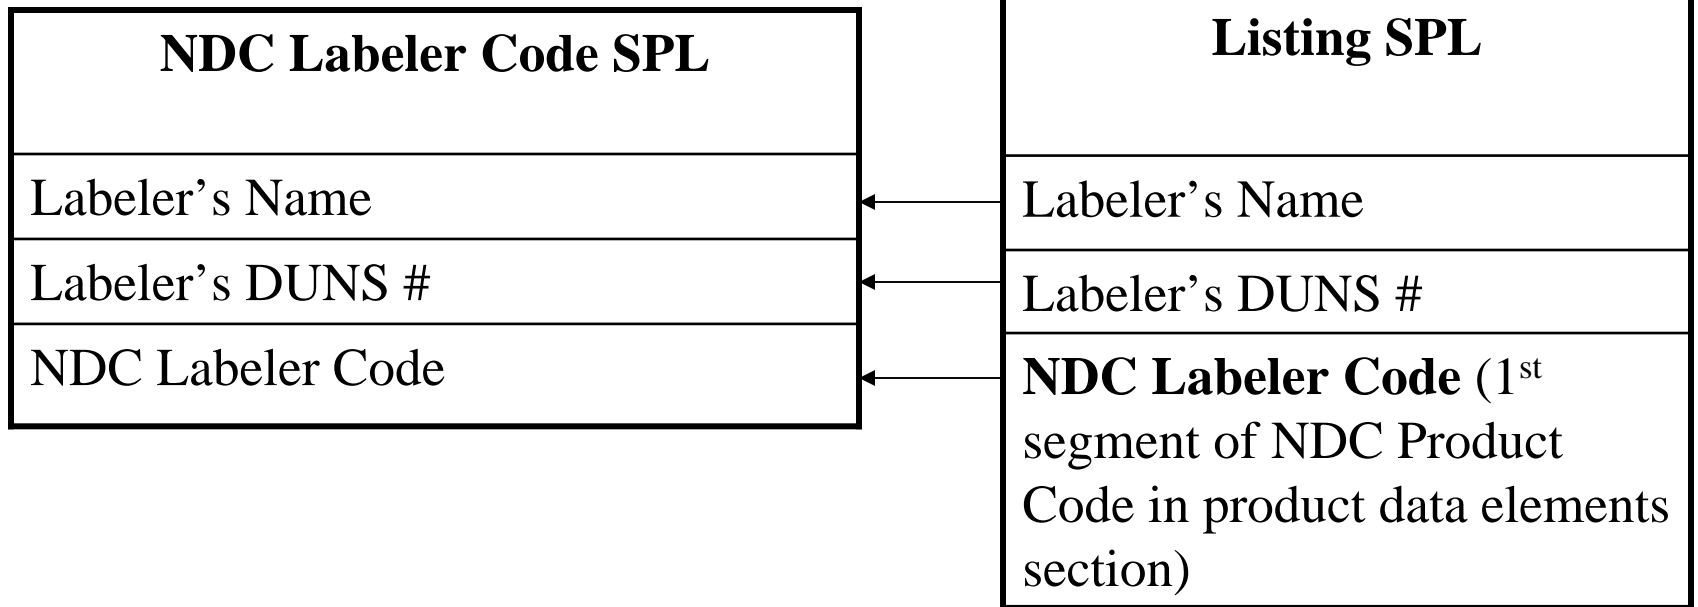 NDC Labeler Code SPL
Labeler’s Name
Labeler’s DUNS #
NDC Labeler Code
Listing SPL
Labeler’s Name
Labeler’s DUNS #
NDC Labeler Code (1st
segment of NDC Product
Code in product data elements
section)